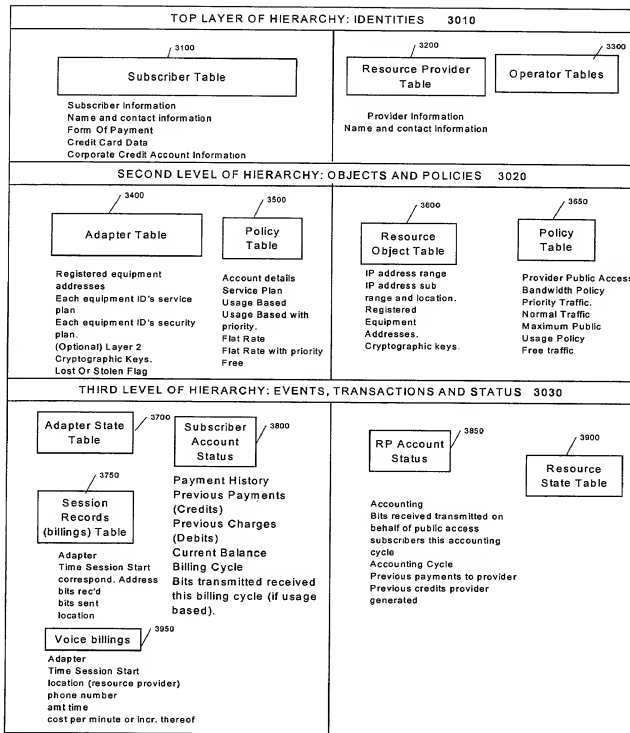 TOP LAYER OF HIERARCHY: IDENTITIES 3010
3100
Subscriber Table
Subscriber Information
Name and contact information
Form Of Payment
Credit Card Data
Corporate Credit Account Information
3200
Resource Provider
Table
Provider Information
Name and contact information
3300
Operator Tables
SECOND LEVEL OF HIERARCHY: OBJECTS AND POLICIES 3020
3400
Adapter Table
Registered equipment
addresses
Each equipment ID's service
plan
Each equipment ID's security
plan.
(Optional) Layer 2
Cryptographic Keys.
Lost Or Stolen Flag
3500
Policy
Table
Account details
Service Plan
Usage Based
Usage Based with
priority.
Flat Rate
Flat Rate with priority
Free
3600
Resource
Object Table
IP address range
IP address sub
range and location.
Registered
Equipment
Addresses.
Cryptographic keys.
3650
Policy
Table
Provider Public Access
Bandwidth Policy
Priority Traffic.
Normal Traffic
Maximum Public
Usage Policy
Free traffic
THIRD LEVEL OF HIERARCHY: EVENTS, TRANSACTIONS AND STATUS 3030
3700
Adapter State
Table
3750
Session
Records
(billings) Table
Adapter
Time Session Start
correspond. Address
bits rec'd
bits sent
location
3800
Subscriber
Account
Status
Payment History
Previous Payments
(Credits)
Previous Charges
(Debits)
Current Balance
Billing Cycle
Bits transmitted received
this billing cycle (if usage
based).
3950
Voice billings
Adapter
Time Session Start
location (resource provider)
phone number
amt time
cost per minute or incr. thereof
3850
RP Account
Status
Accounting
Bits received transmitted on
behalf of public access
subscribers this accounting
cycle
Accounting Cycle
Previous payments to provider
Previous credits provider
generated
3900
Resource
State Table